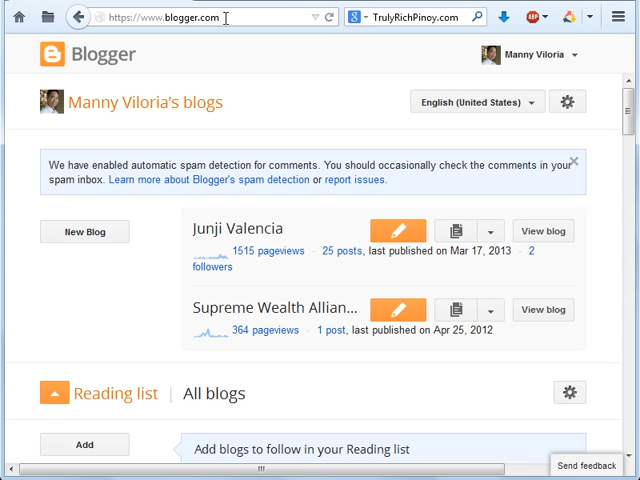 https://www.blogger.com
TrulyRichPinoy.com
Blogger
Manny Viloria
Manny Viloria's blogs
English (United States)
We have enabled automatic spam detection for comments. You should occasionally check the comments in your
spam inbox. Learn more about Blogger's spam detection or report issues.
New Blog
Junji Valencia
View blog
1515 pageviews - 25 posts, last published on Mar 17, 2013 - 2
followers
Supreme Wealth Allian...
View blog
364 pageviews - 1 post, last published on Apr 25, 2012
Reading list | All blogs
Add
Add blogs to follow in your Reading list
Send feedback